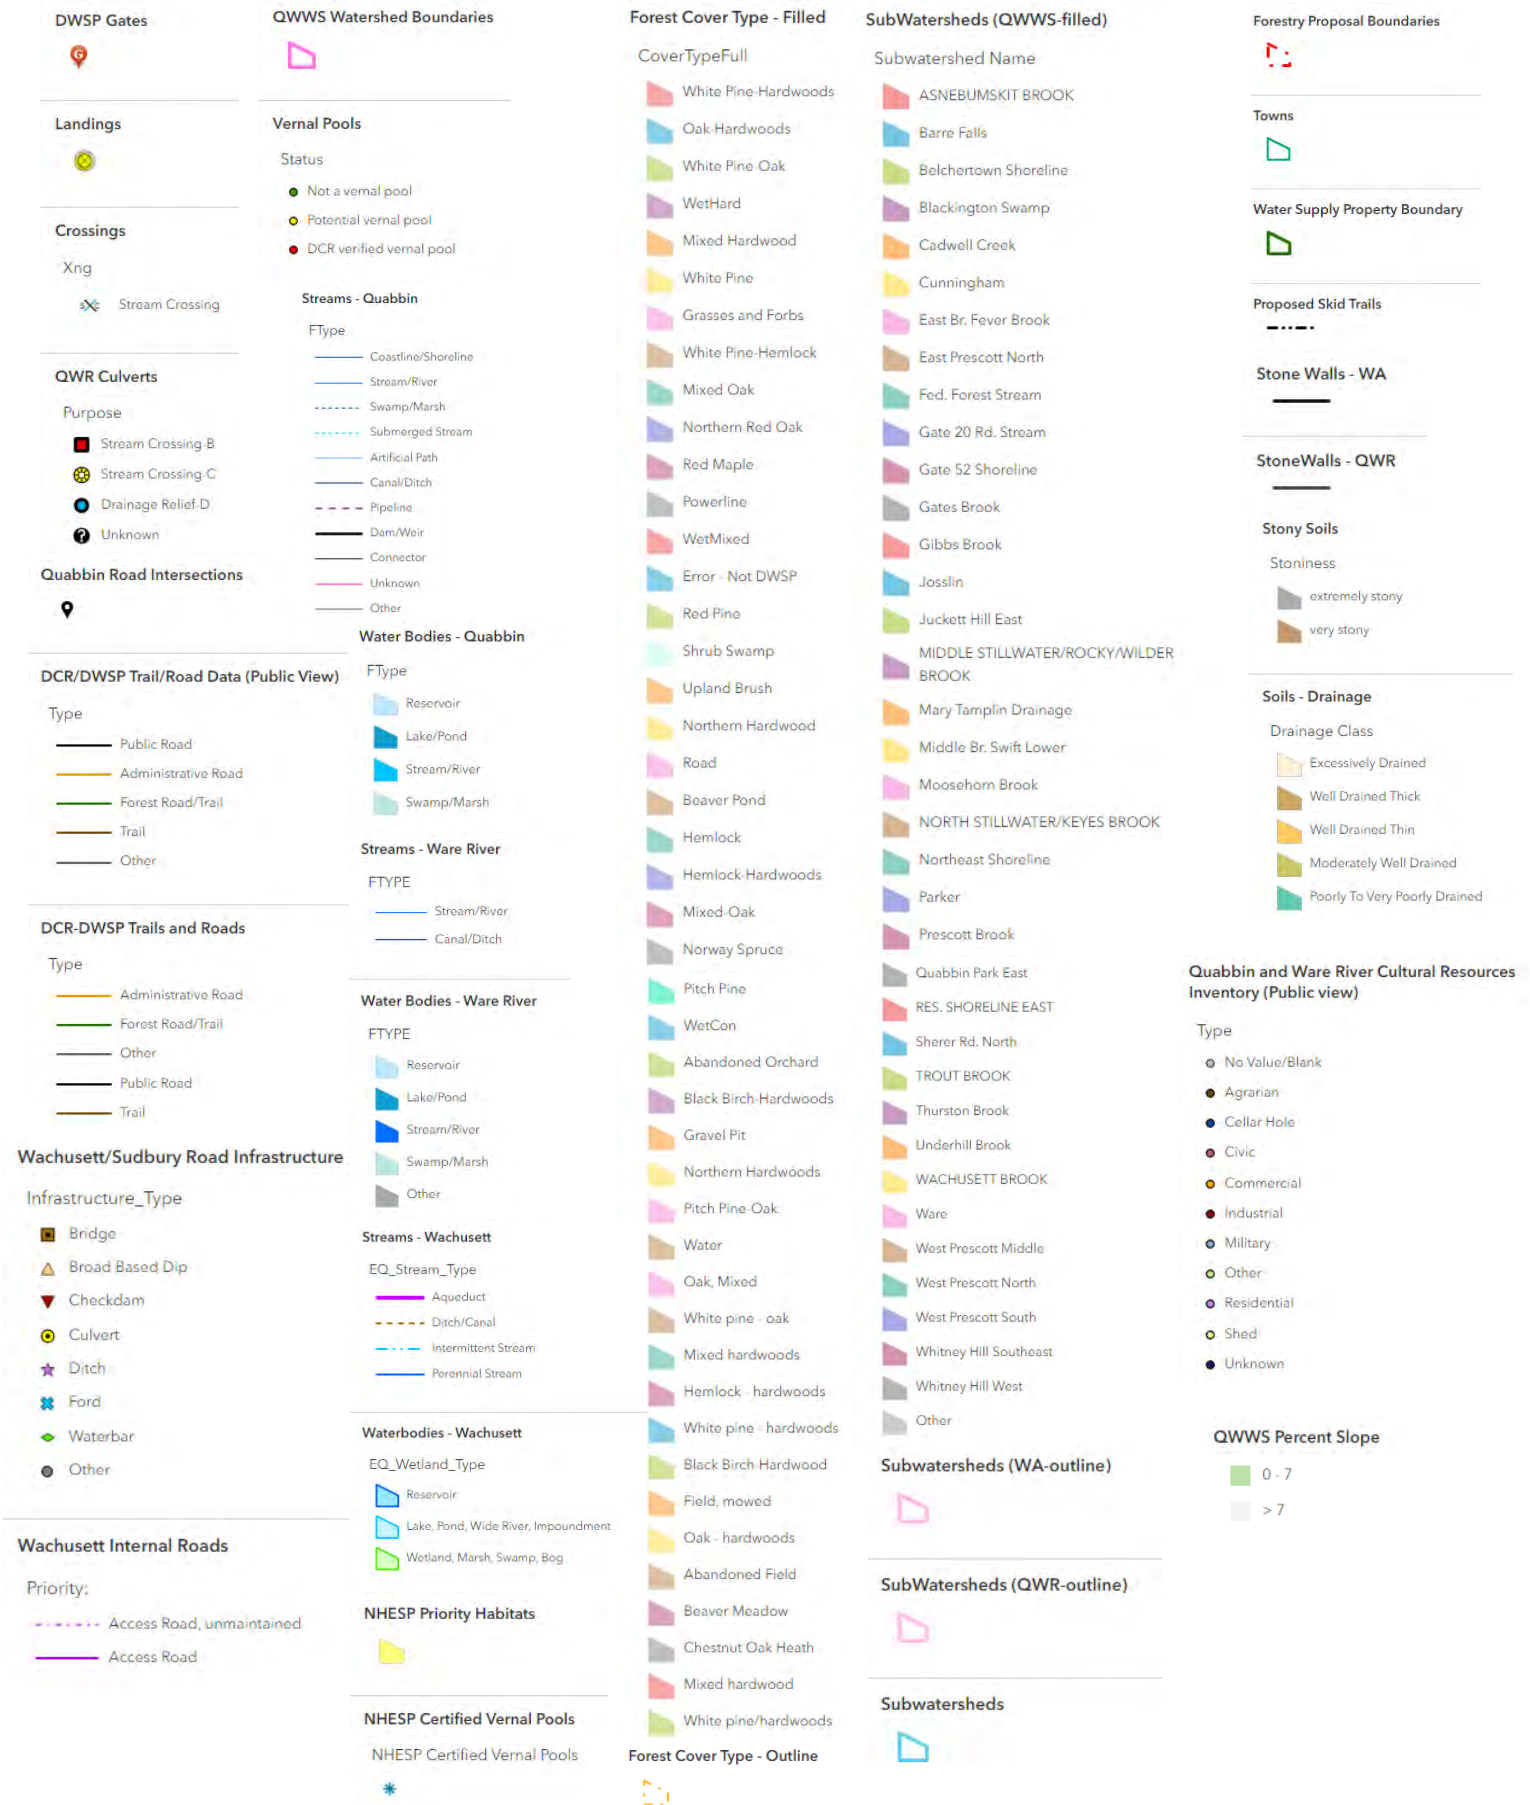 DWSP Gates
G
Landings
Crossings
Xng
Stream Crossing
QWR Culverts
Purpose
Stream Crossing-B
Stream Crossing-C
Drainage Relief-D
?
Unknown
Quabbin Road Intersections
DCR/DWSP Trail/Road Data (Public View)
Type
Public Road
Administrative Road
Forest Road/Trail
Trail
Other
DCR-DWSP Trails and Roads
Type
Administrative Road
Forest Road/Trail
Other
Public Road
Trail
Wachusett/Sudbury Road Infrastructure
Infrastructure_Type
Bridge
Broad Based Dip
Checkdam
Culvert
Ditch
Ford
Waterbar
Other
Wachusett Internal Roads
Priority:
Access Road, unmaintained
Access Road
QWWS Watershed Boundaries
Vernal Pools
Status
Not a vernal pool
Potential vernal pool
DCR verified vernal pool
Streams - Quabbin
FType
Coastline/Shoreline
Stream/River
Swamp/Marsh
Submerged Stream
Artificial Path
Canal/Ditch
Pipeline
Dam/Weir
Connector
Unknown
Other
Water Bodies - Quabbin
FType
Reservoir
Lake/Pond
Stream/River
Swamp/Marsh
Streams - Ware River
FTYPE
Stream/River
Canal/Ditch
Water Bodies - Ware River
FTYPE
Reservoir
Lake/Pond
Stream/River
Swamp/Marsh
Other
Streams - Wachusett
EQ_Stream_Type
Aqueduct
Ditch/Canal
Intermittent Stream
Perennial Stream
Waterbodies - Wachusett
EQ_Wetland_Type
Reservoir
Lake, Pond, Wide River, Impoundment
Wetland, Marsh, Swamp, Bog
NHESP Priority Habitats
NHESP Certified Vernal Pools
NHESP Certified Vernal Pools
Forest Cover Type - Filled
CoverTypeFull
White Pine-Hardwoods
Oak-Hardwoods
White Pine-Oak
WetHard
Mixed Hardwood
White Pine
Grasses and Forbs
White Pine-Hemlock
Mixed Oak
Northern Red Oak
Red Maple
Powerline
WetMixed
Error - Not DWSP
Red Pine
Shrub Swamp
Upland Brush
Northern Hardwood
Road
Beaver Pond
Hemlock
Hemlock-Hardwoods
Mixed-Oak
Norway Spruce
Pitch Pine
WetCon
Abandoned Orchard
Black Birch-Hardwoods
Gravel Pit
Northern Hardwoods
Pitch Pine-Oak
Water
Oak, Mixed
White pine - oak
Mixed hardwoods
Hemlock - hardwoods
White pine - hardwoods
Black Birch-Hardwood
Field, mowed
Oak - hardwoods
Abandoned Field
Beaver Meadow
Chestnut Oak Heath
Mixed hardwood
White pine/hardwoods
Forest Cover Type - Outline
SubWatersheds (QWWS-filled)
Subwatershed Name
ASNEBUMSKIT BROOK
Barre Falls
Belchertown Shoreline
Blackington Swamp
Cadwell Creek
Cunningham
East Br. Fever Brook
East Prescott North
Fed. Forest Stream
Gate 20 Rd. Stream
Gate 52 Shoreline
Gates Brook
Gibbs Brook
Josslin
Juckett Hill East
MIDDLE STILLWATER/ROCKY/WILDER
BROOK
Mary Tamplin Drainage
Middle Br. Swift Lower
Moosehorn Brook
NORTH STILLWATER/KEYES BROOK
Northeast Shoreline
Parker
Prescott Brook
Quabbin Park East
RES. SHORELINE EAST
Sherer Rd. North
TROUT BROOK
Thurston Brook
Underhill Brook
WACHUSETT BROOK
Ware
West Prescott Middle
West Prescott North
West Prescott South
Whitney Hill Southeast
Whitney Hill West
Other
Subwatersheds (WA-outline)
SubWatersheds (QWR-outline)
Subwatersheds
Forestry Proposal Boundaries
Towns
Water Supply Property Boundary
Proposed Skid Trails
Stone Walls - WA
StoneWalls - QWR
Stony Soils
Stoniness
extremely stony
very stony
Soils - Drainage
Drainage Class
Excessively Drained
Well Drained Thick
Well Drained Thin
Moderately Well Drained
Poorly To Very Poorly Drained
Quabbin and Ware River Cultural Resources
Inventory (Public view)
Type
No Value/Blank
Agrarian
Cellar Hole
Civic
Commercial
Industrial
Military
Other
Residential
Shed
Unknown
QWWS Percent Slope
0 - 7
> 7